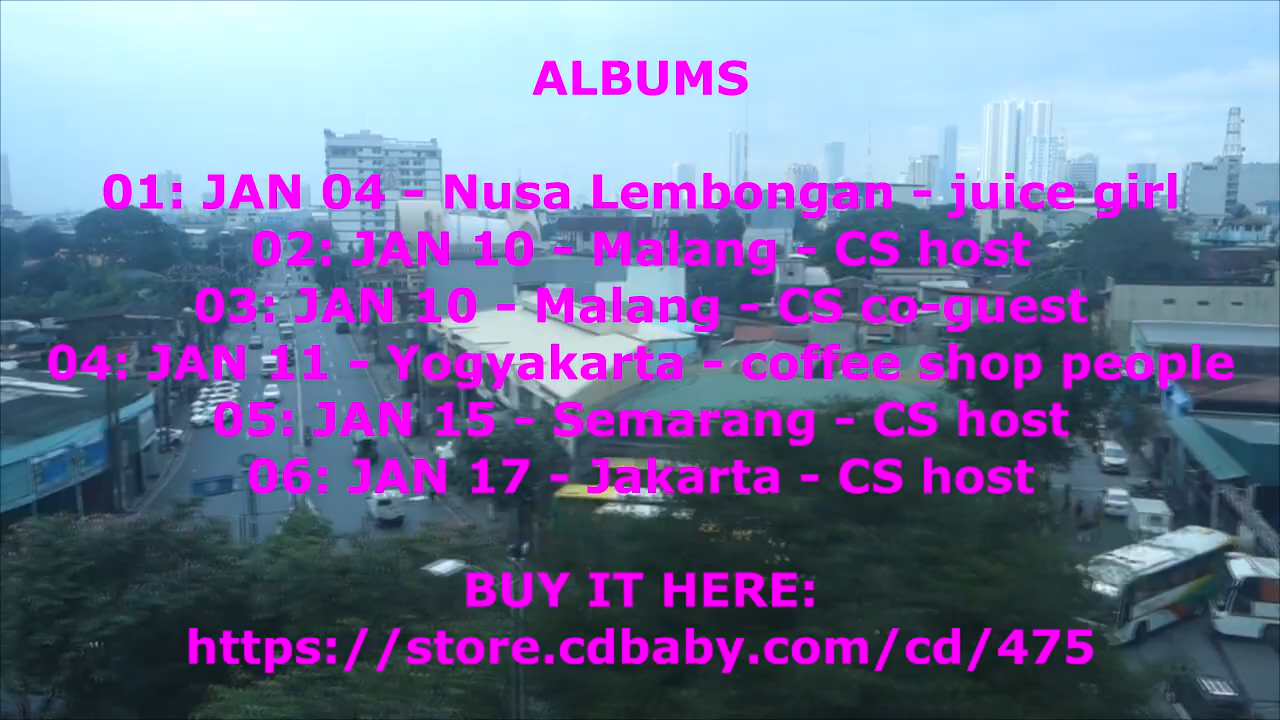 ALBUMS
01: JAN 04 - Nusa Lembongan - juice girl
02: JAN 10 - Malang - CS host
03: JAN 10 - Malang - CS co-guest
04: JAN 11 - Yogyakarta - coffee shop people
05: JAN 15 - Semarang - CS host
06: JAN 17 - Jakarta - CS host
BUY IT HERE:
https://store.cdbaby.com/cd/475